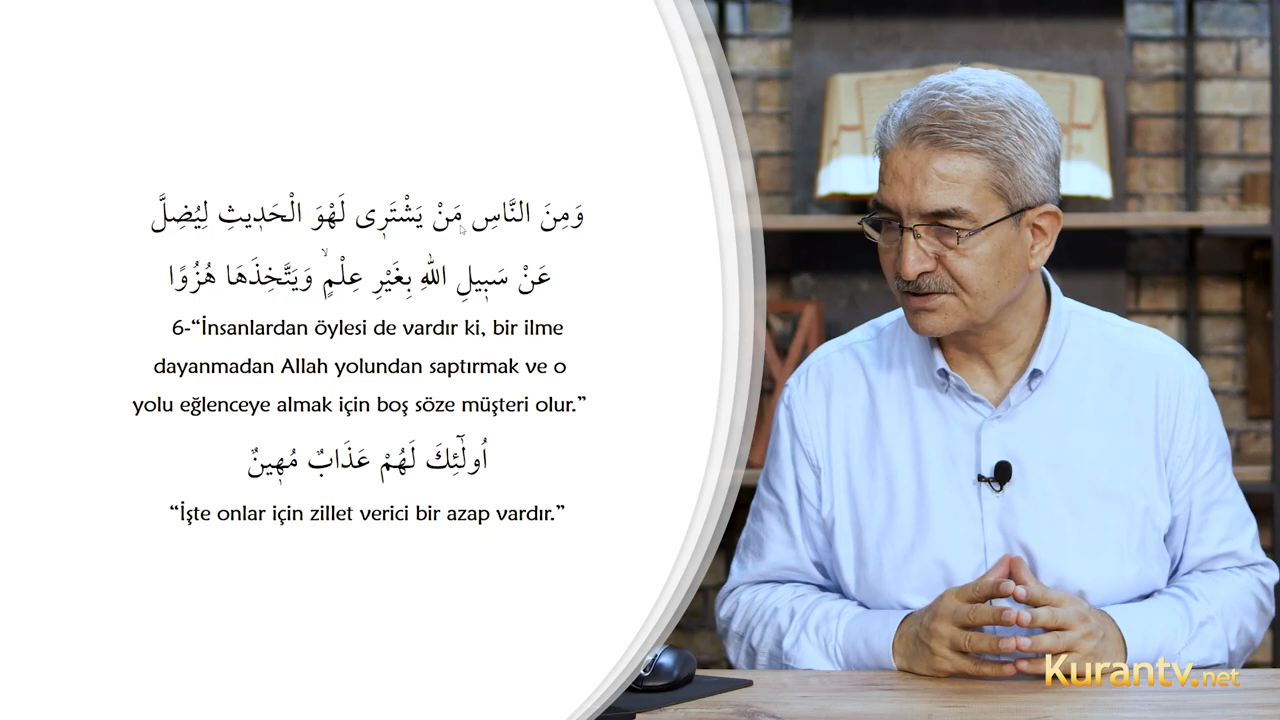 وَمِنَ النَّاسِ مَنْ يَشْتَرٖى لَهْوَ الْحَدٖيثِ لِيُضِلَّ
عَنْ سَبٖيلِ اللّٰهِ بِغَيْرِ عِلْمٍۙ وَيَتَّخِذَهَا هُزُوًا
6-“İnsanlardan öylesi de vardır ki, bir ilme
dayanmadan Allah yolundan saptırmak ve o
yolu eğlenceye almak için boş söze müşteri olur.”
اُولٰٓئِكَ لَهُمْ عَذَابٌ مُهٖينٌ
“İşte onlar için zillet verici bir azap vardır.”
Kurantv.net